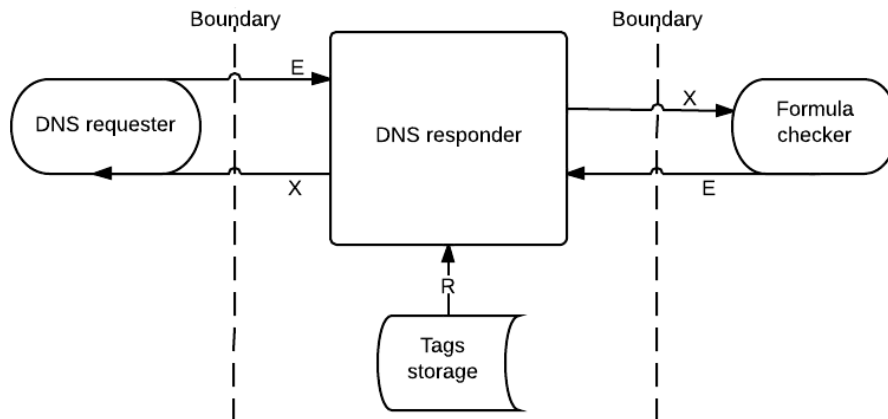 Boundary
Boundary
E
DNS requester
DNS responder
X
Formula
checker
X
E
R
Tags
storage